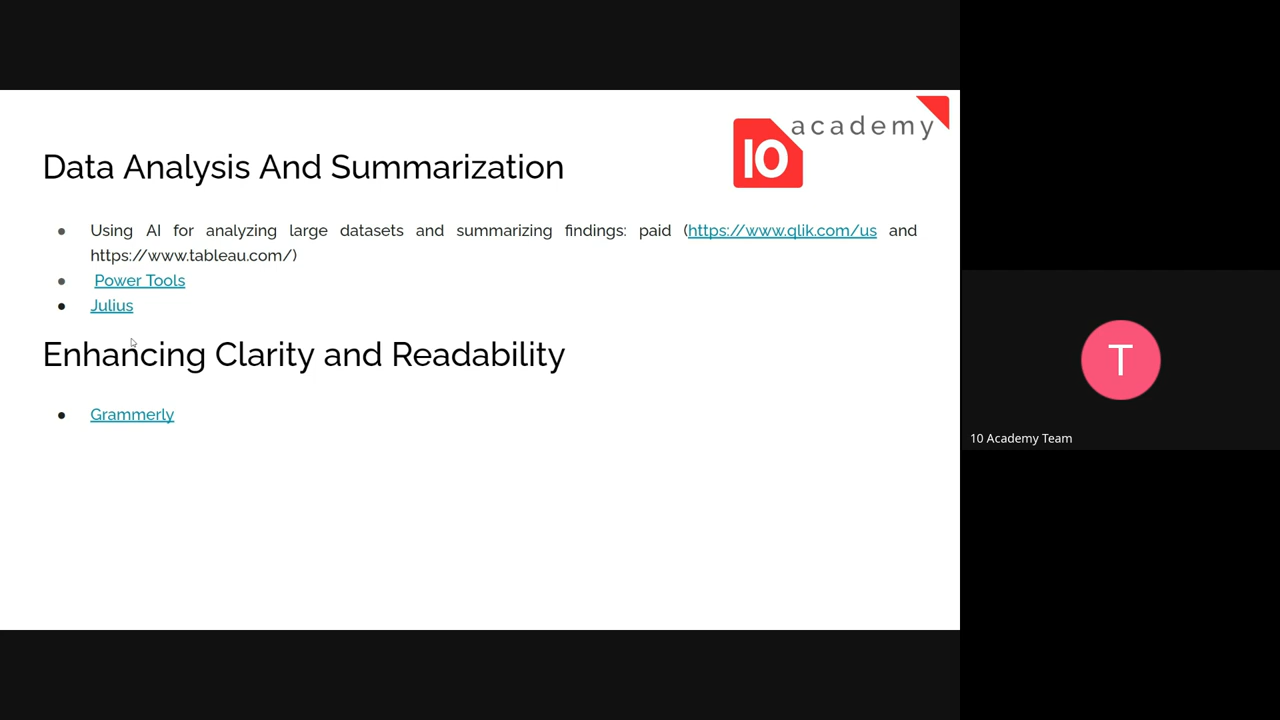 academy
10
Data Analysis And Summarization
● Using AI for analyzing large datasets and summarizing findings: paid (https://www.qlik.com/us and
https://www.tableau.com/)
● Power Tools
● Julius
Enhancing Clarity and Readability
● Grammerly
T
10 Academy Team